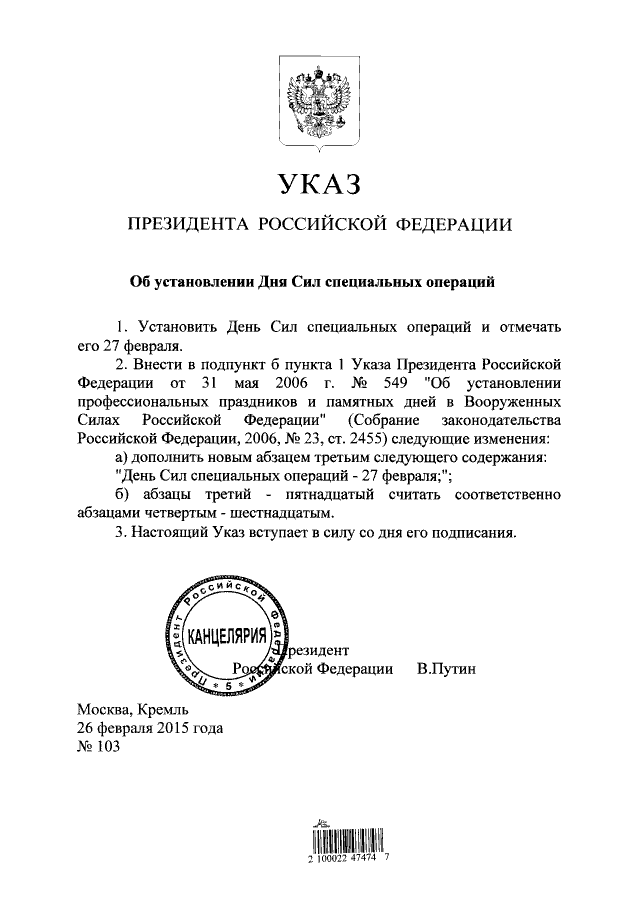 УКАЗ
ПРЕЗИДЕНТА РОССИЙСКОЙ ФЕДЕРАЦИИ
Об установлении Дня Сил специальных операций
1. Установить День Сил специальных операций и отмечать
его 27 февраля.
2. Внести в подпункт б пункта 1 Указа Президента Российской
Федерации от 31 мая 2006 г. № 549 "Об установлении
профессиональных праздников и памятных дней в Вооруженных
Силах Российской Федерации" (Собрание законодательства
Российской Федерации, 2006, № 23, ст. 2455) следующие изменения:
а) дополнить новым абзацем третьим следующего содержания:
"День Сил специальных операций - 27 февраля;";
б) абзацы третий - пятнадцатый считать соответственно
абзацами четвертым - шестнадцатым.
3. Настоящий Указ вступает в силу со дня его подписания.
Президент Российской Федерации
КАНЦЕЛЯРИЯ
* 5 *
Президент
Российской Федерации В.Путин
Москва, Кремль
26 февраля 2015 года
№ 103
2 100022 47474 7